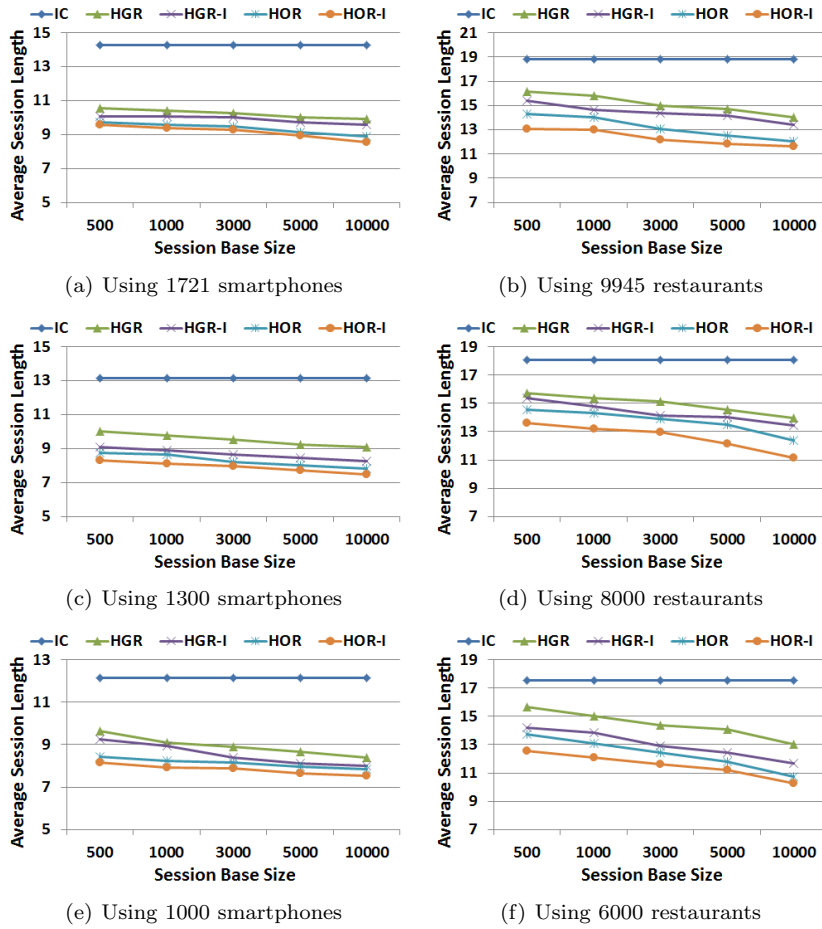 IC HGR HGR-I HOR HOR-I
Average Session Length
15
13
11
9
7
5
500 1000 3000 5000 10000
Session Base Size
(a) Using 1721 smartphones
IC HGR HGR-I HOR HOR-I
Average Session Length
21
19
17
15
13
11
9
7
500 1000 3000 5000 10000
Session Base Size
(b) Using 9945 restaurants
IC HGR HGR-I HOR HOR-I
Average Session Length
15
13
11
9
7
5
500 1000 3000 5000 10000
Session Base Size
(c) Using 1300 smartphones
IC HGR HGR-I HOR HOR-I
Average Session Length
19
17
15
13
11
9
7
500 1000 3000 5000 10000
Session Base Size
(d) Using 8000 restaurants
IC HGR HGR-I HOR HOR-I
Average Session Length
13
11
9
7
5
500 1000 3000 5000 10000
Session Base Size
(e) Using 1000 smartphones
IC HGR HGR-I HOR HOR-I
Average Session Length
19
17
15
13
11
9
7
500 1000 3000 5000 10000
Session Base Size
(f) Using 6000 restaurants